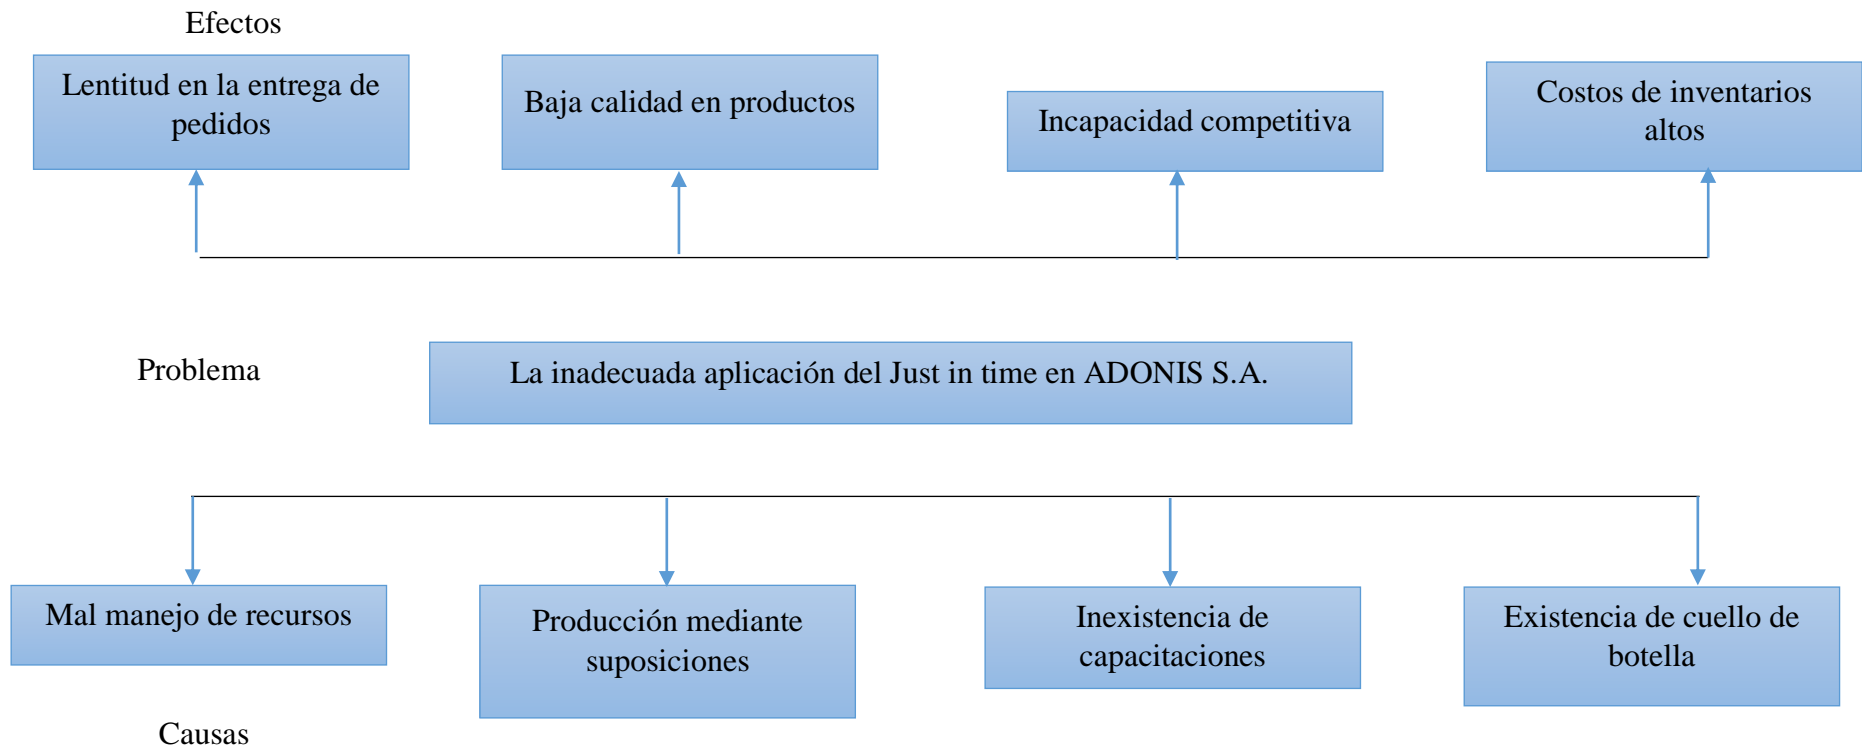 Efectos
Lentitud en la entrega de
pedidos
Baja calidad en productos
Incapacidad competitiva
Costos de inventarios
altos
Problema
La inadecuada aplicación del Just in time en ADONIS S.A.
Mal manejo de recursos
Producción mediante
suposiciones
Inexistencia de
capacitaciones
Existencia de cuello de
botella
Causas